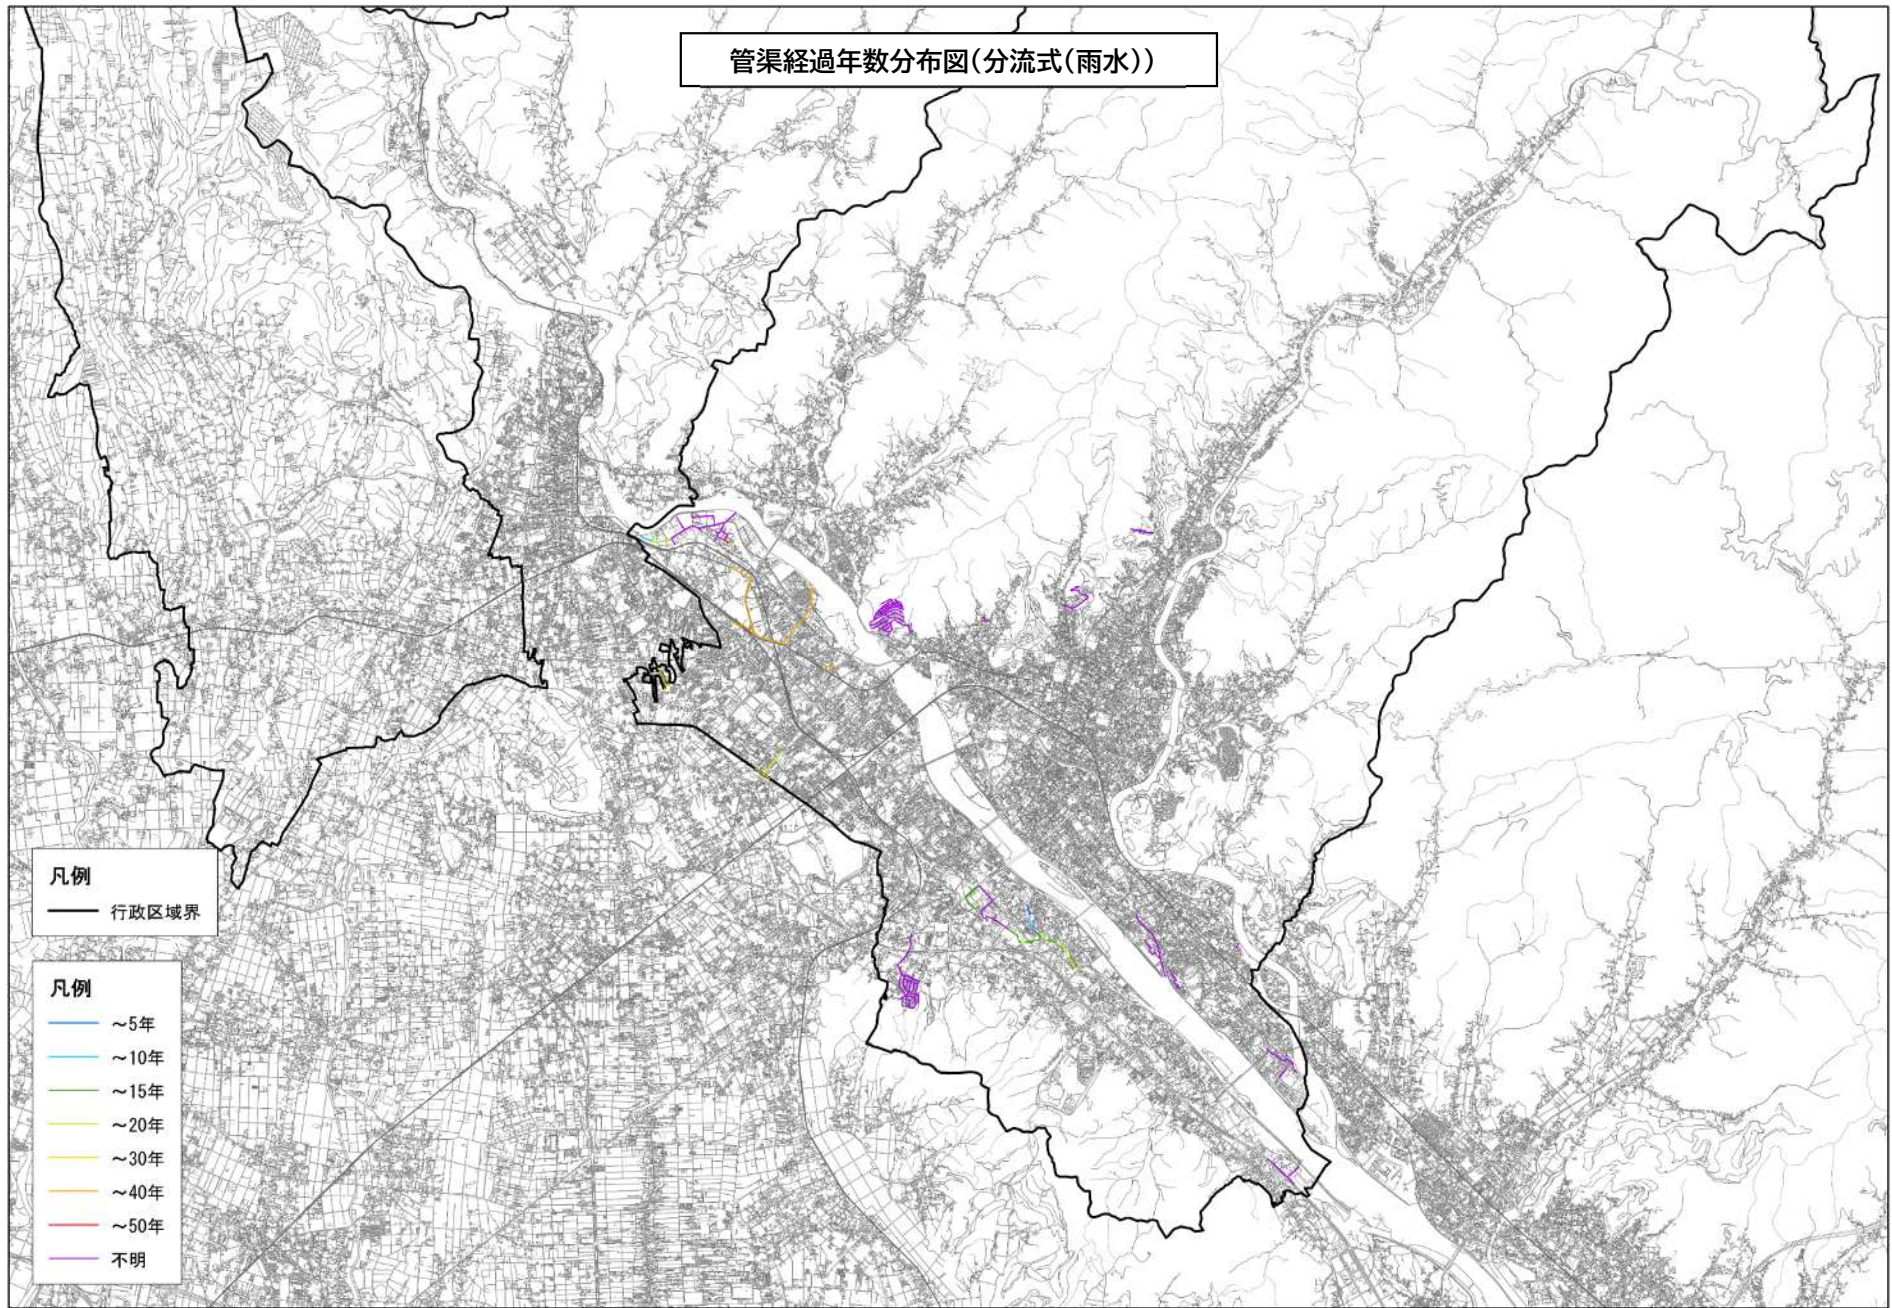 管渠経過年数分布図(分流式(雨水))
凡例
行政区域界
凡例
～5年
～10年
～15年
～20年
～30年
～40年
～50年
不明